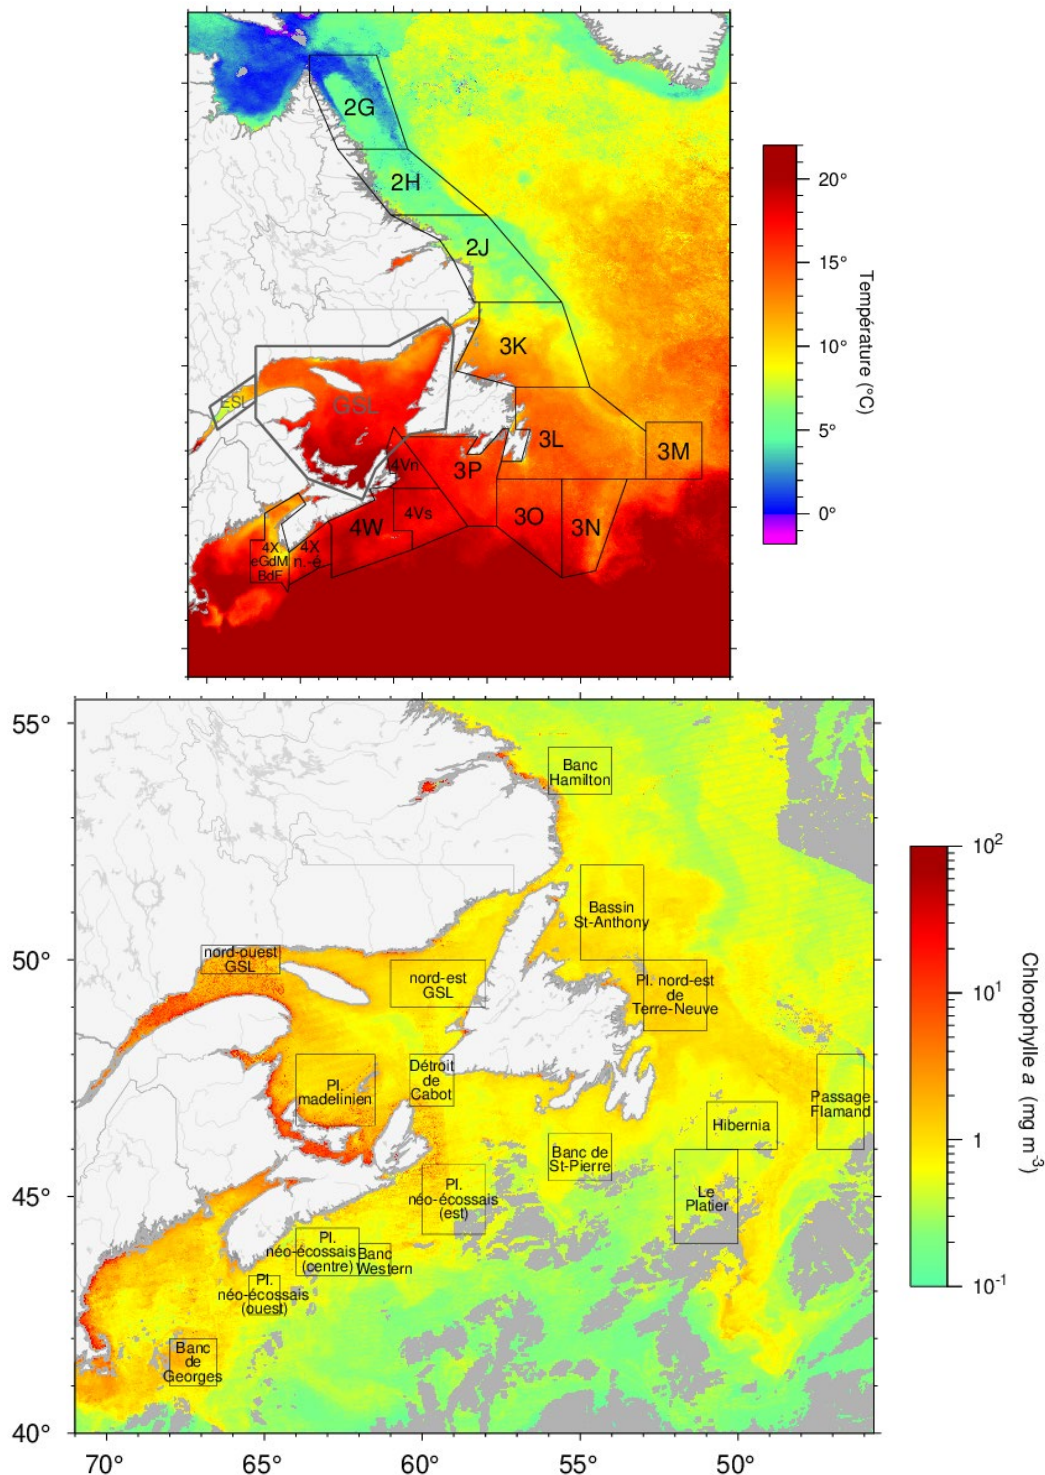 2G
2H
2J
3K
ESL
GSL
3L
3M
4Vn
3P
4Vs
3O
3N
4W
4X
eGdM
BdF
4X
n.-é
20°
15°
10°
5°
0°
Température (°C)
55°
50°
45°
40°
70°
65°
60°
55°
50°
Banc
Hamilton
Bassin
St-Anthony
nord-ouest
GSL
nord-est
GSL
Pl. nord-est
de
Terre-Neuve
Détroit
de
Cabot
Pl.
madelinien
Passage
Flamand
Hibernia
Banc de
St-Pierre
Le
Platier
Pl.
néo-écossais
(est)
Pl.
néo-écossais
(centre)
Banc
Western
Pl.
néo-écossais
(ouest)
Banc
de
Georges
10²
10¹
1
10⁻¹
Chlorophylle a (mg m⁻³)